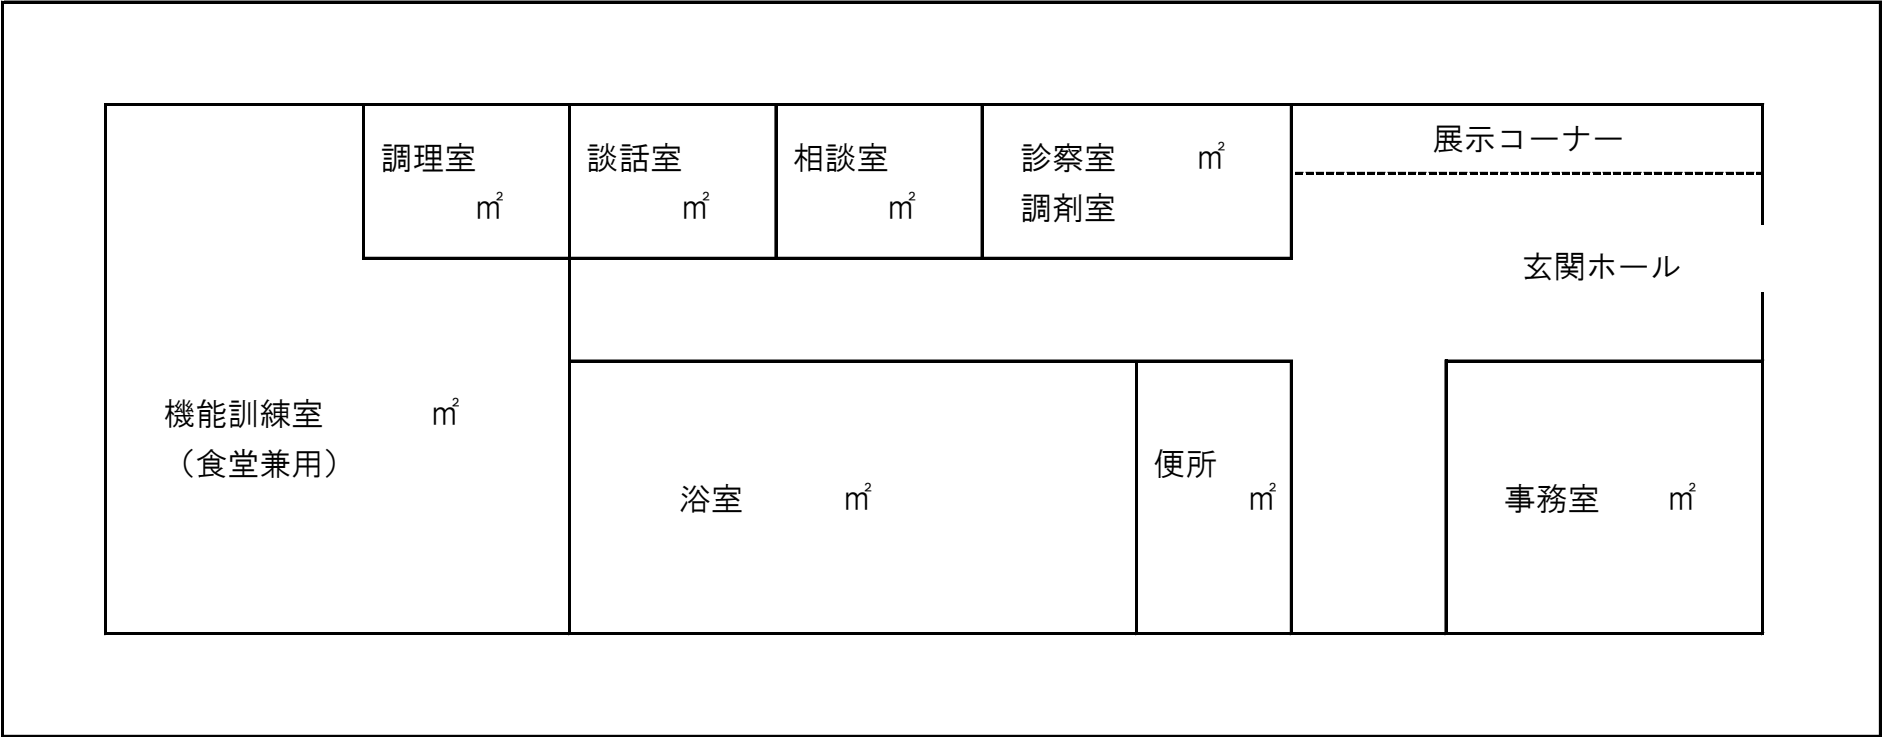 調理室
㎡
談話室
㎡
相談室
㎡
診察室 ㎡
調剤室
展示コーナー
玄関ホール
機能訓練室 ㎡
（食堂兼用）
浴室 ㎡
便所
㎡
事務室 ㎡